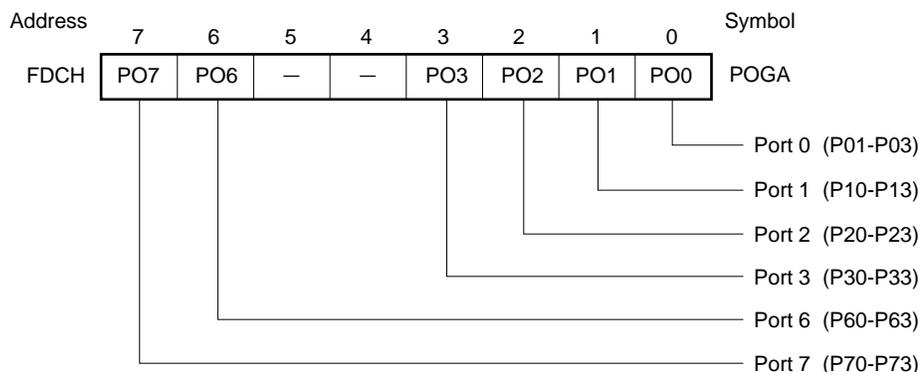 Address 7 6 5 4 3 2 1 0 Symbol
FDCH PO7 PO6 — — PO3 PO2 PO1 PO0 POGA
Port 0 (P01-P03)
Port 1 (P10-P13)
Port 2 (P20-P23)
Port 3 (P30-P33)
Port 6 (P60-P63)
Port 7 (P70-P73)